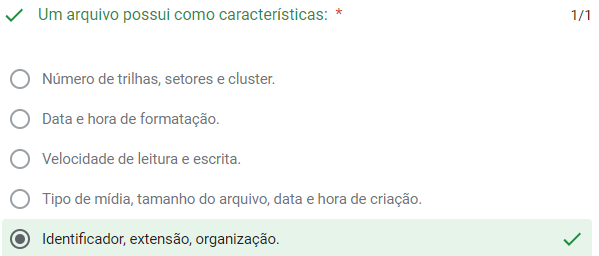 Um arquivo possui como características: * 1/1
Número de trilhas, setores e cluster.
Data e hora de formatação.
Velocidade de leitura e escrita.
Tipo de mídia, tamanho do arquivo, data e hora de criação.
Identificador, extensão, organização.